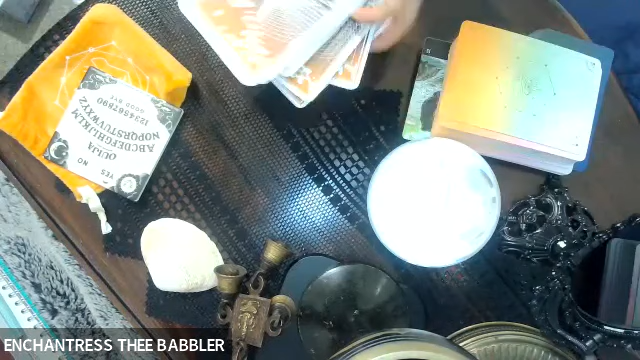 OUIJA
YES NO
ABCDEFGHIJKLM
NOPQRSTUVWXYZ
1234567890
GOOD BYE
ENCHANTRESS THEE BABBLER